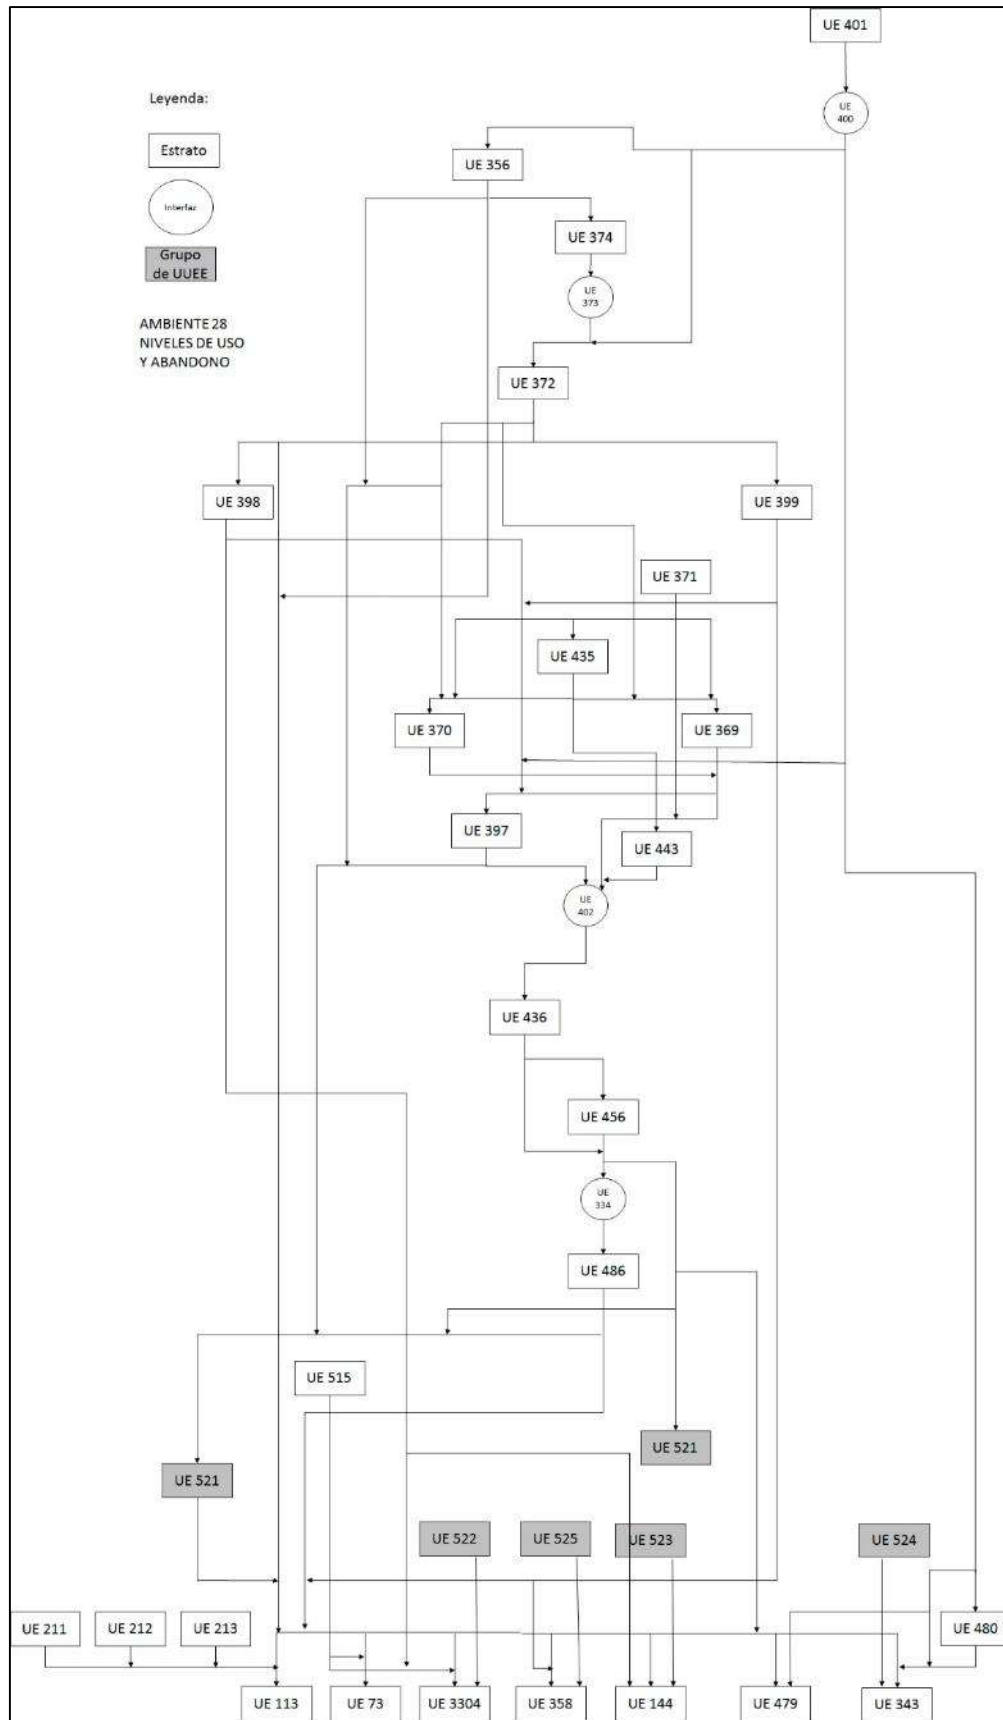 UE 401
Leyenda:
UE
400
Estrato
UE 356
Interfaz
UE 374
Grupo
de UUEE
UE
373
AMBIENTE 28
NIVELES DE USO
Y ABANDONO
UE 372
UE 398
UE 399
UE 371
UE 435
UE 370
UE 369
UE 397
UE 443
UE
402
UE 436
UE 456
UE
334
UE 486
UE 515
UE 521
UE 521
UE 522
UE 525
UE 523
UE 524
UE 211
UE 212
UE 213
UE 480
UE 113
UE 73
UE 3304
UE 358
UE 144
UE 479
UE 343